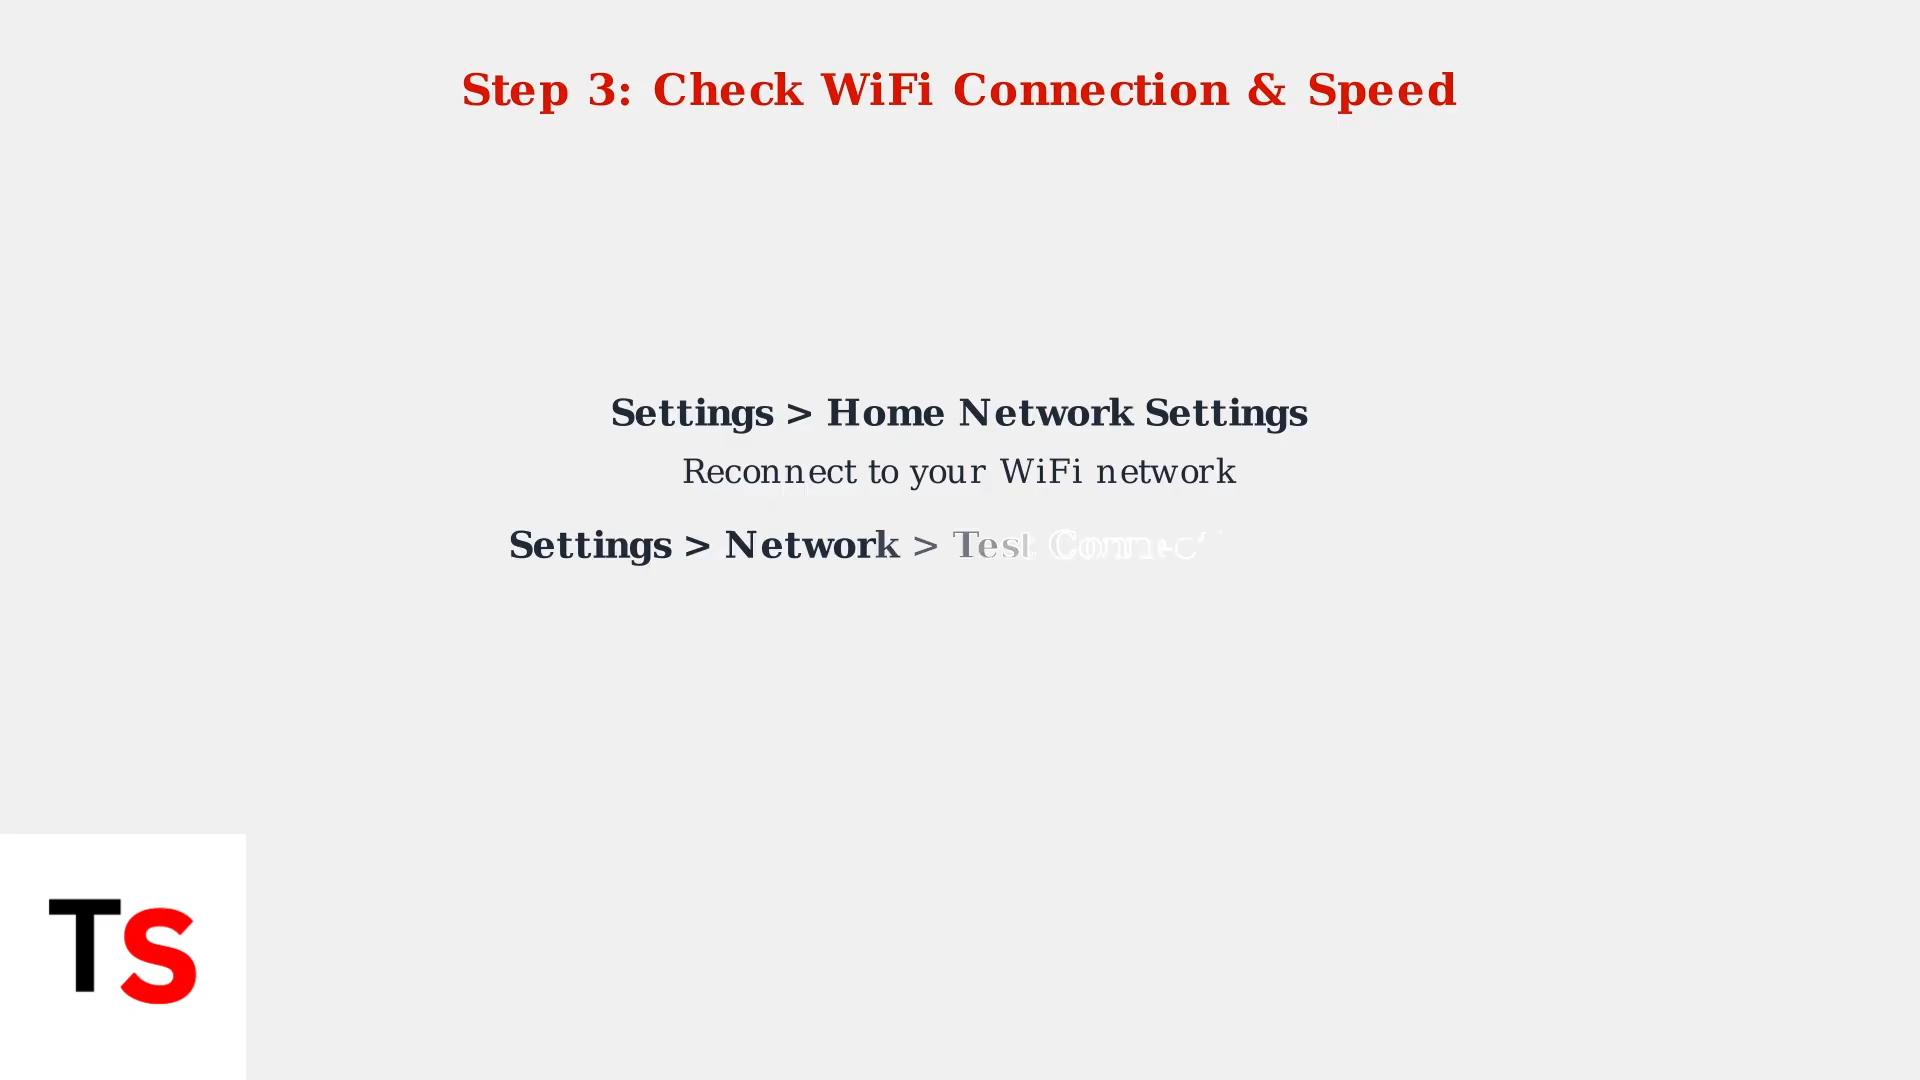 Step 3: Check WiFi Connection & Speed
Settings > Home Network Settings
Reconnect to your WiFi network
Settings > Network > Test
TS